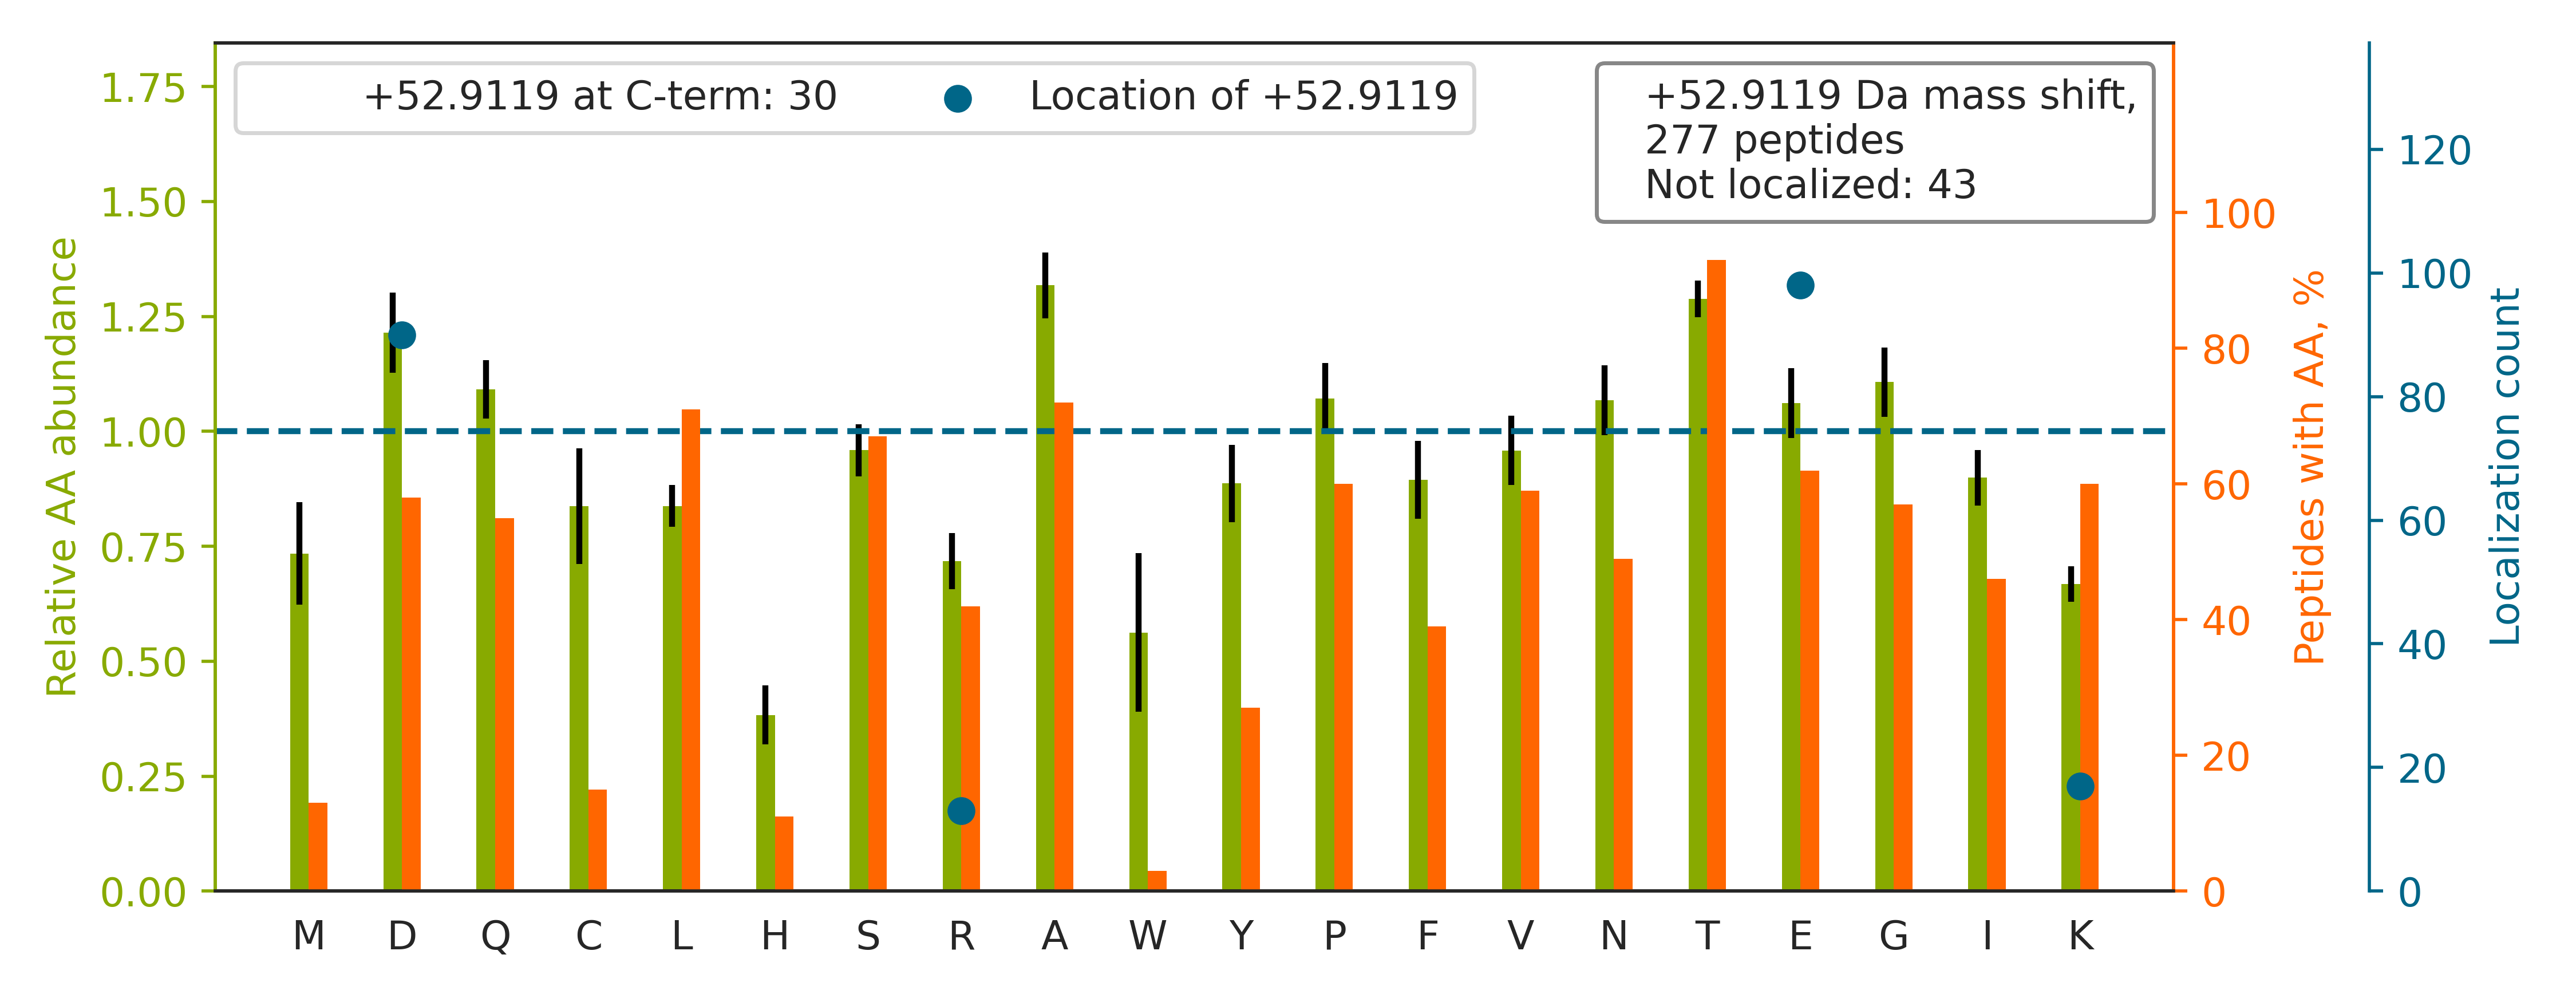 +52.9119 at C-term: 30
Location of +52.9119
+52.9119 Da mass shift,
277 peptides
Not localized: 43
Relative AA abundance
1.75
1.50
1.25
1.00
0.75
0.50
0.25
0.00
M D Q C L H S R A W Y P F V N T E G I K
100
80
60
40
20
0
Peptides with AA, %
120
100
80
60
40
20
0
Localization count